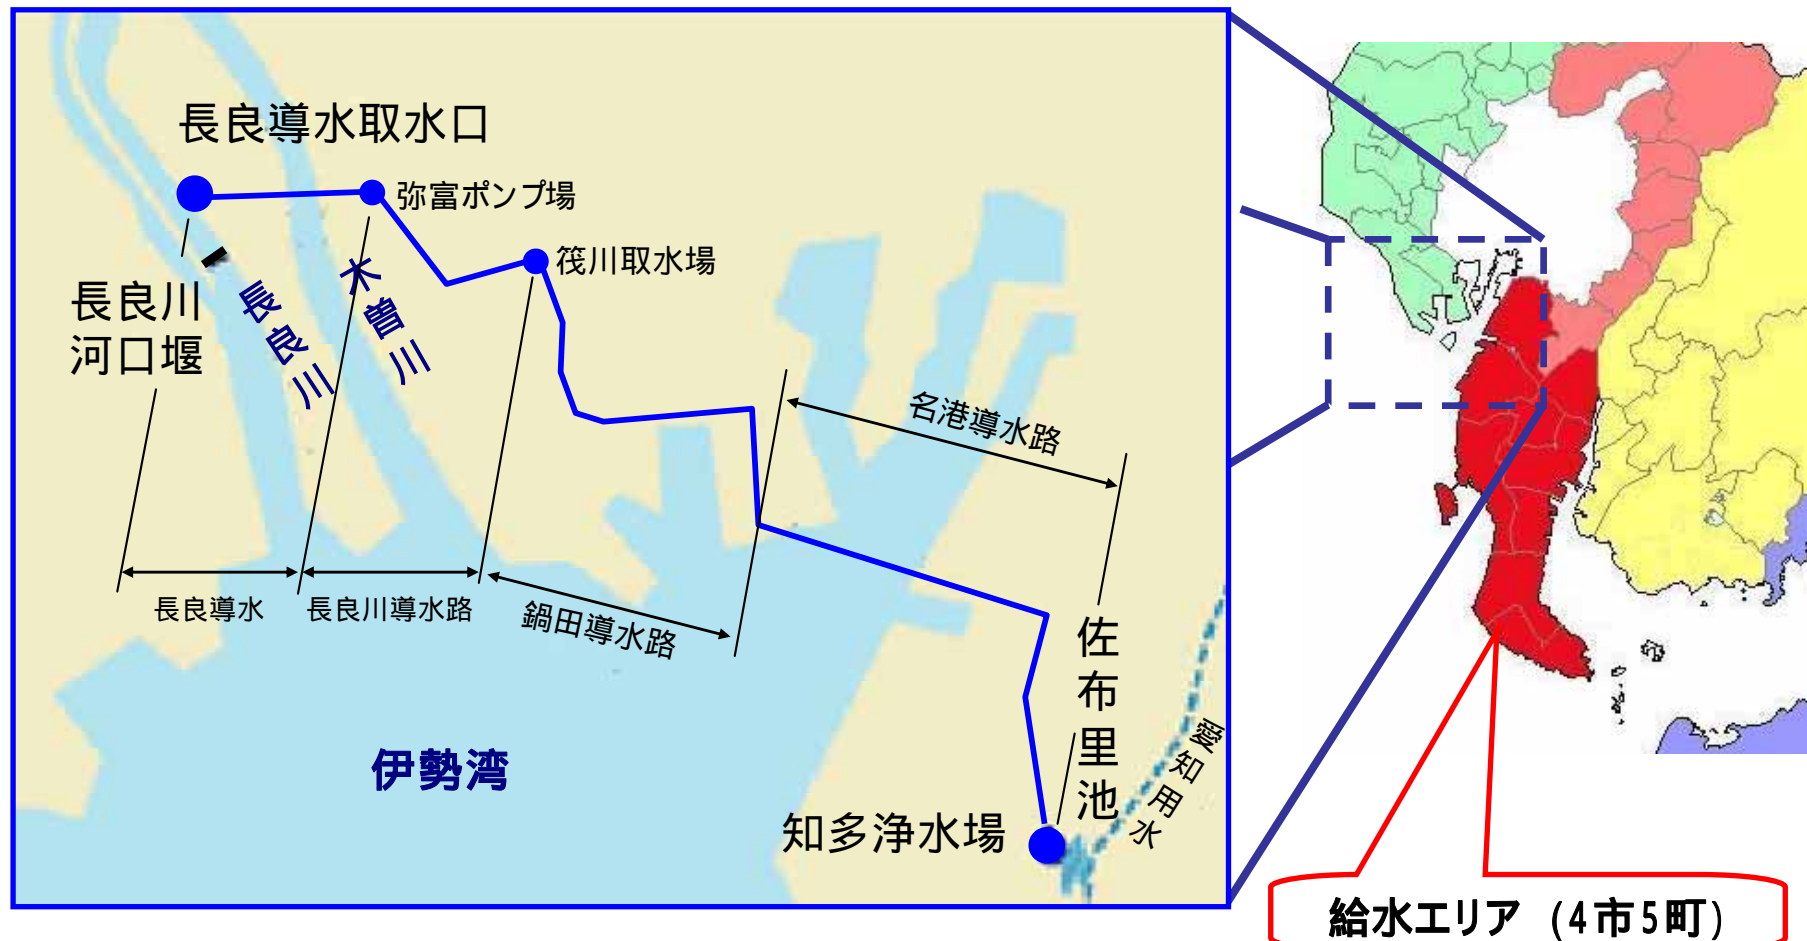 長良導水取水口
弥富ポンプ場
筏川取水場
長良川
河口堰
長良川
木曽川
名港導水路
長良導水
長良川導水路
鍋田導水路
佐布里池
愛知用水
伊勢湾
知多浄水場
給水エリア (4市5町)